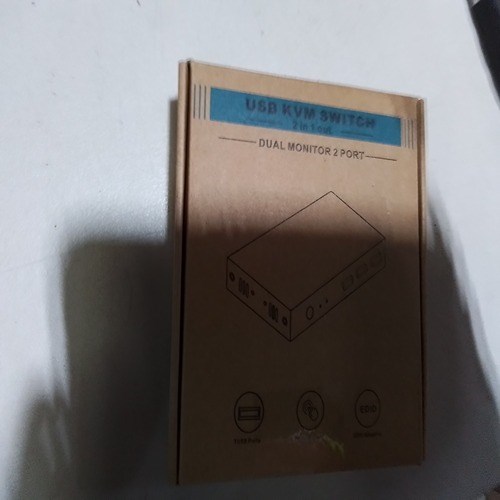 USB KVM SWITCH
2 in 1 out
DUAL MONITOR 2 PORT